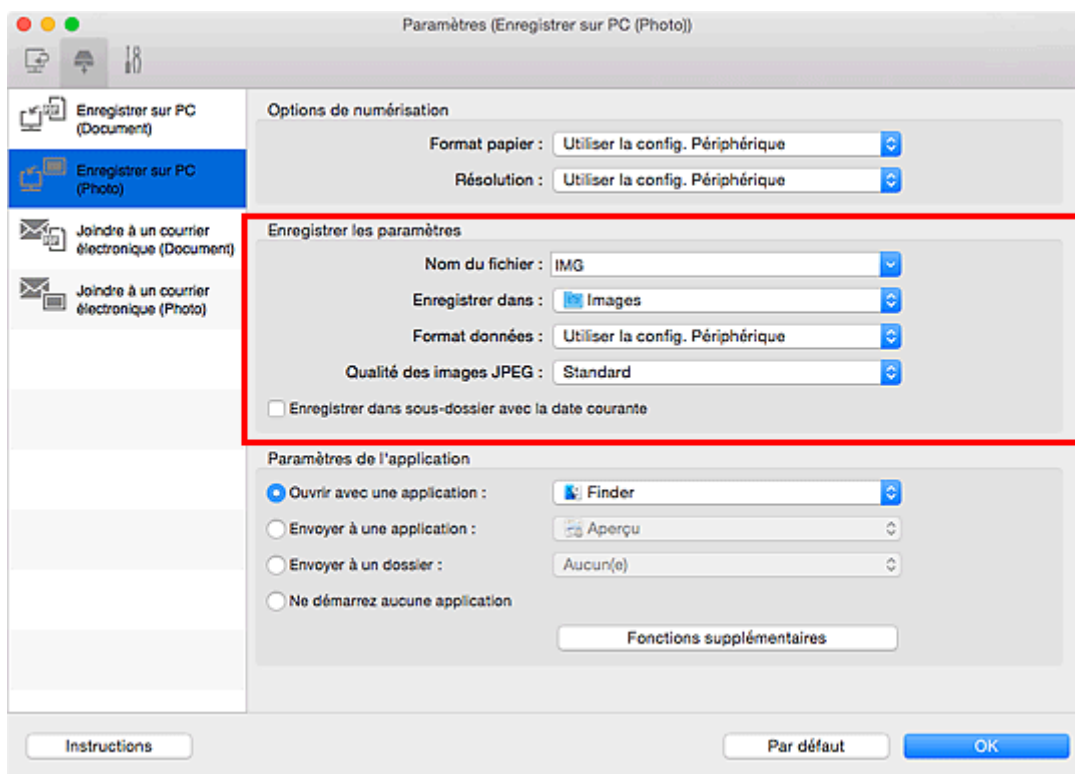 Paramètres (Enregistrer sur PC (Photo))
Enregistrer sur PC
(Document)
Enregistrer sur PC
(Photo)
Joindre à un courrier
électronique (Document)
Joindre à un courrier
électronique (Photo)
Options de numérisation
Format papier : Utiliser la config. Périphérique
Résolution : Utiliser la config. Périphérique
Enregistrer les paramètres
Nom du fichier : IMG
Enregistrer dans : Images
Format données : Utiliser la config. Périphérique
Qualité des images JPEG : Standard
Enregistrer dans sous-dossier avec la date courante
Paramètres de l'application
Ouvrir avec une application : Finder
Envoyer à une application : Aperçu
Envoyer à un dossier : Aucun(e)
Ne démarrez aucune application
Fonctions supplémentaires
Instructions
Par défaut
OK